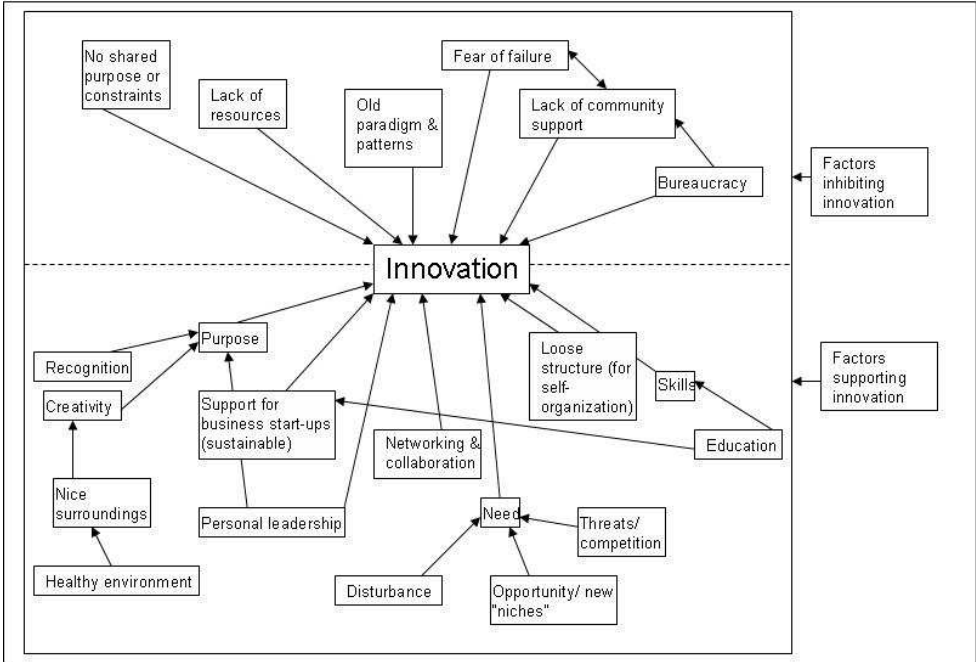 No shared
purpose or
constraints
Lack of
resources
Old
paradigm &
patterns
Fear of failure
Lack of community
support
Bureaucracy
Factors
inhibiting
innovation
Innovation
Purpose
Recognition
Creativity
Support for
business start-ups
(sustainable)
Networking &
collaboration
Loose
structure (for
self-
organization)
Skills
Education
Factors
supporting
innovation
Nice
surroundings
Personal leadership
Need
Threats/
competition
Healthy environment
Disturbance
Opportunity/ new
"niches"